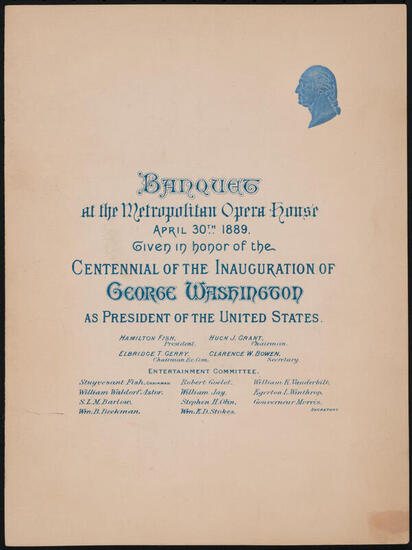 BANQUET
at the Metropolitan Opera House
APRIL 30TH 1889.
Given in honor of the
CENTENNIAL OF THE INAUGURATION OF
GEORGE WASHINGTON
AS PRESIDENT OF THE UNITED STATES.
HAMILTON FISH, President. HUGH J. GRANT, Chairman.
ELBRIDGE T. GERRY, Chairman Ex. Com. CLARENCE W. BOWEN, Secretary.
ENTERTAINMENT COMMITTEE.
Stuyvesant Fish, CHAIRMAN Robert Goelet. William K. Vanderbilt,
William Waldorf Astor. William Jay. Egerton L. Winthrop.
S.L.M. Barlow. Stephen H. Olin, Gouverneur Morris.
Wm. B. Beekman. Wm. E.D. Stokes. SECRETARY